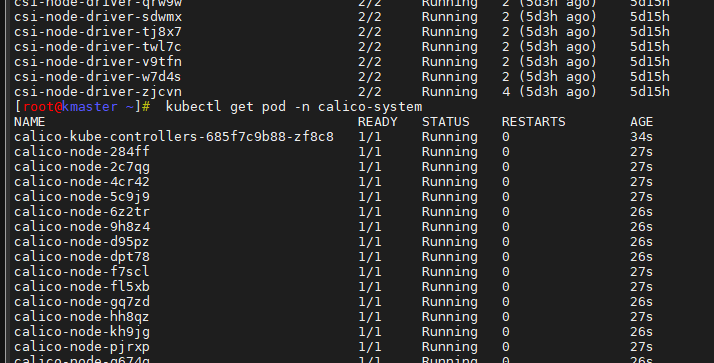 csi-node-driver-qrw9w 2/2 Running 2 (5d3h ago) 5d15h
csi-node-driver-sdwmx 2/2 Running 2 (5d3h ago) 5d15h
csi-node-driver-tj8x7 2/2 Running 2 (5d3h ago) 5d15h
csi-node-driver-twl7c 2/2 Running 2 (5d3h ago) 5d15h
csi-node-driver-v9tfn 2/2 Running 2 (5d3h ago) 5d15h
csi-node-driver-w7d4s 2/2 Running 2 (5d3h ago) 5d15h
csi-node-driver-zjcvn 2/2 Running 4 (5d3h ago) 5d15h
[root@kmaster ~]# kubectl get pod -n calico-system
NAME READY STATUS RESTARTS AGE
calico-kube-controllers-685f7c9b88-zf8c8 1/1 Running 0 34s
calico-node-284ff 1/1 Running 0 27s
calico-node-2c7qg 1/1 Running 0 27s
calico-node-4cr42 1/1 Running 0 26s
calico-node-5c9j9 1/1 Running 0 27s
calico-node-6z2tr 1/1 Running 0 26s
calico-node-9h8z4 1/1 Running 0 26s
calico-node-d95pz 1/1 Running 0 26s
calico-node-dpt78 1/1 Running 0 26s
calico-node-f7scl 1/1 Running 0 27s
calico-node-fl5xb 1/1 Running 0 27s
calico-node-gq7zd 1/1 Running 0 26s
calico-node-hh8qz 1/1 Running 0 27s
calico-node-kh9jg 1/1 Running 0 26s
calico-node-pjrxp 1/1 Running 0 27s
calico-node-q674q 1/1 Running 0 26s